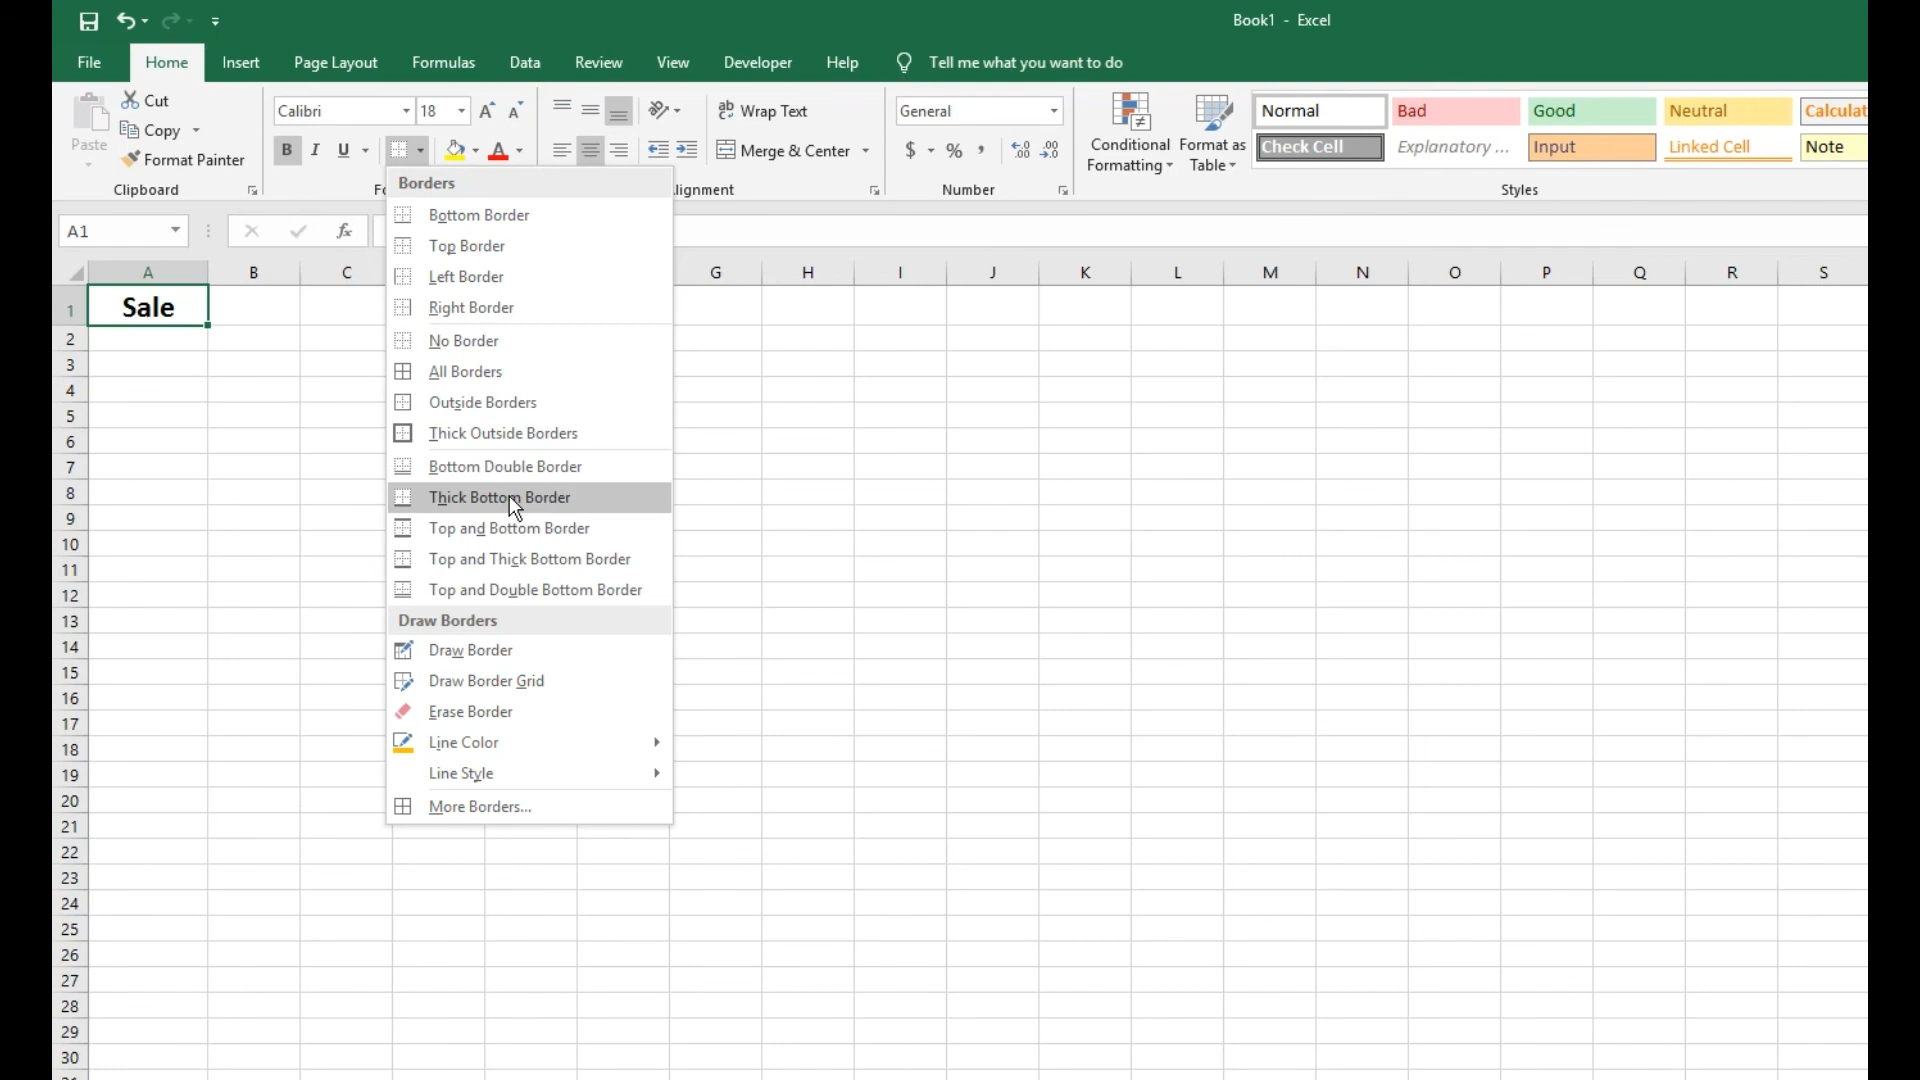 Book1 - Excel
File Home Insert Page Layout Formulas Data Review View Developer Help Tell me what you want to do
Paste
Cut
Copy
Format Painter
Clipboard
Calibri 18
B I U A
ab Wrap Text
Merge & Center
General
$ % ,
Number
Conditional
Formatting
Format as
Table
Normal Bad Good Neutral
Check Cell Explanatory ... Input Linked Cell Note
Styles
A1
fx
Borders
Bottom Border
Top Border
Left Border
Right Border
No Border
All Borders
Outside Borders
Thick Outside Borders
Bottom Double Border
Thick Bottom Border
Top and Bottom Border
Top and Thick Bottom Border
Top and Double Bottom Border
Draw Borders
Draw Border
Draw Border Grid
Erase Border
Line Color
Line Style
More Borders...
A B C G H I J K L M N O P Q R S
1 Sale
2
3
4
5
6
7
8
9
10
11
12
13
14
15
16
17
18
19
20
21
22
23
24
25
26
27
28
29
30